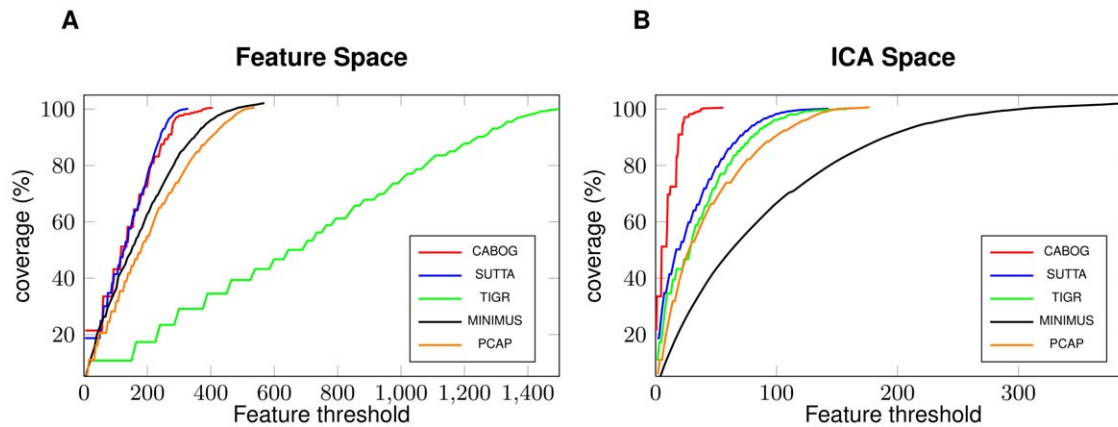 A
Feature Space
coverage (%)
100
80
60
40
20
0
200
400
600
800
1,000
1,200
1,400
Feature threshold
CABOG
SUTTA
TIGR
MINIMUS
PCAP
B
ICA Space
coverage (%)
100
80
60
40
20
0
100
200
300
Feature threshold
CABOG
SUTTA
TIGR
MINIMUS
PCAP